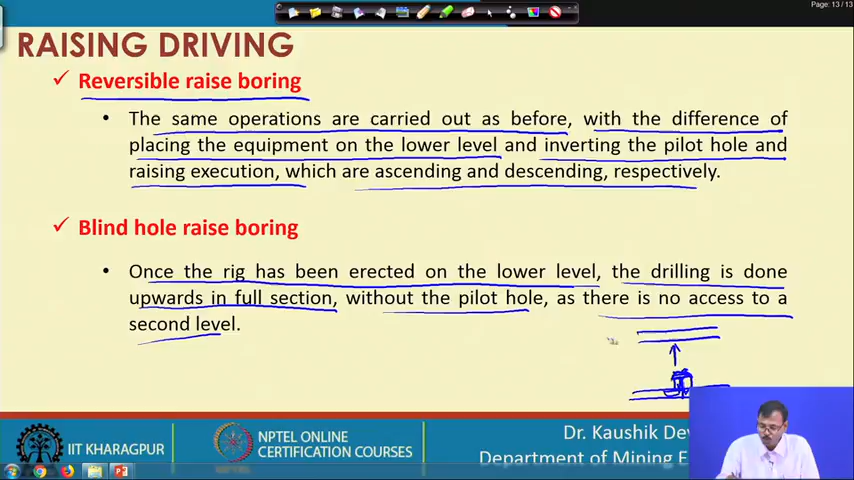 Page: 13 / 13
RAISING DRIVING
Reversible raise boring
The same operations are carried out as before, with the difference of
placing the equipment on the lower level and inverting the pilot hole and
raising execution, which are ascending and descending, respectively.
Blind hole raise boring
Once the rig has been erected on the lower level, the drilling is done
upwards in full section, without the pilot hole, as there is no access to a
second level.
IIT KHARAGPUR
NPTEL ONLINE
CERTIFICATION COURSES
Dr. Kaushik
Department of Mining